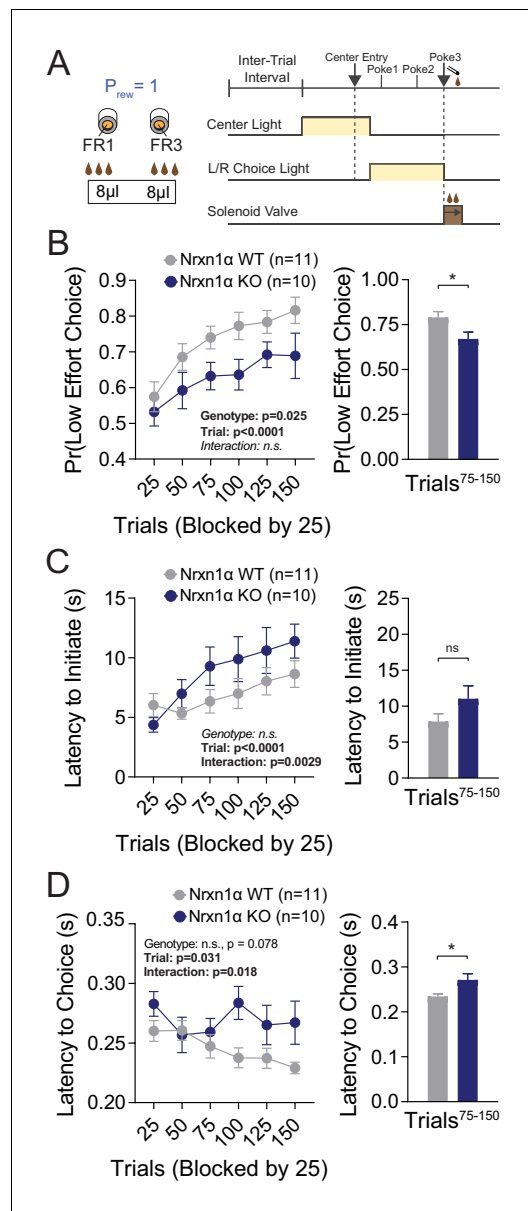 A
P_rew = 1
FR1
FR3
8µl
8µl
Inter-Trial
Interval
Center Entry
Poke1
Poke2
Poke3
Center Light
L/R Choice Light
Solenoid Valve
B
Nrxn1α WT (n=11)
Nrxn1α KO (n=10)
Pr(Low Effort Choice)
0.9
0.8
0.7
0.6
0.5
0.4
Genotype: p=0.025
Trial: p<0.0001
Interaction: n.s.
25
50
75
100
125
150
Trials (Blocked by 25)
Pr(Low Effort Choice)
1.00
0.75
0.50
0.25
0.00
*
Trials75-150
C
Nrxn1α WT (n=11)
Nrxn1α KO (n=10)
Latency to Initiate (s)
15
10
5
0
Genotype: n.s.
Trial: p<0.0001
Interaction: p=0.0029
25
50
75
100
125
150
Trials (Blocked by 25)
Latency to Initiate (s)
25
20
15
10
5
0
ns
Trials75-150
D
Nrxn1α WT (n=11)
Nrxn1α KO (n=10)
Latency to Choice (s)
0.35
0.30
0.25
0.20
Genotype: n.s., p = 0.078
Trial: p=0.031
Interaction: p=0.018
25
50
75
100
125
150
Trials (Blocked by 25)
Latency to Choice (s)
0.4
0.3
0.2
0.1
0.0
*
Trials75-150